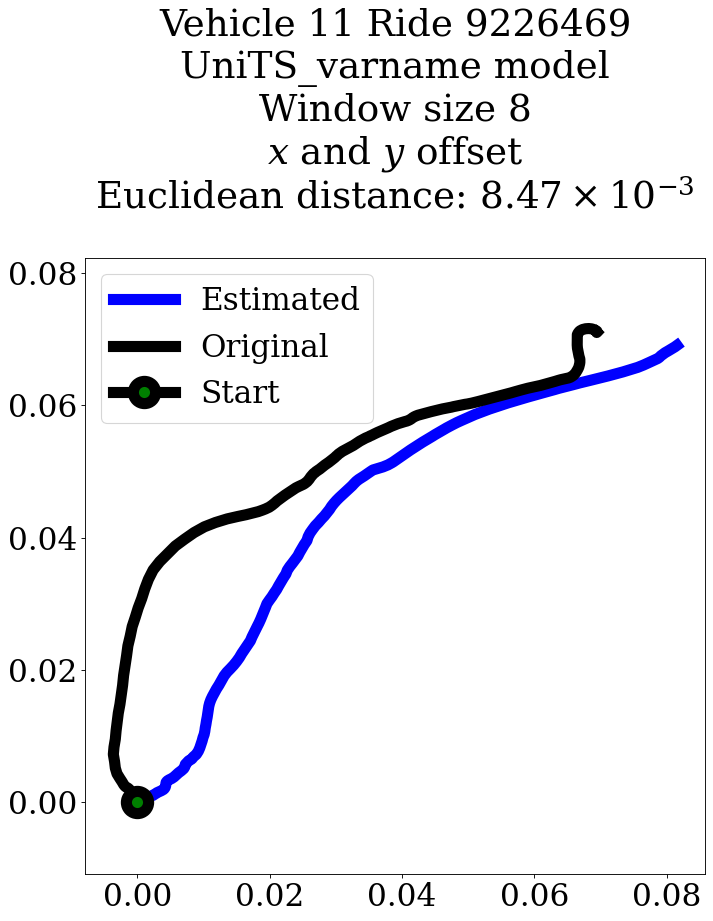 Vehicle 11 Ride 9226469
UniTS_varname model
Window size 8
x and y offset
Euclidean distance: 8.47 × 10⁻³
0.08
0.06
0.04
0.02
0.00
Estimated
Original
Start
0.00 0.02 0.04 0.06 0.08